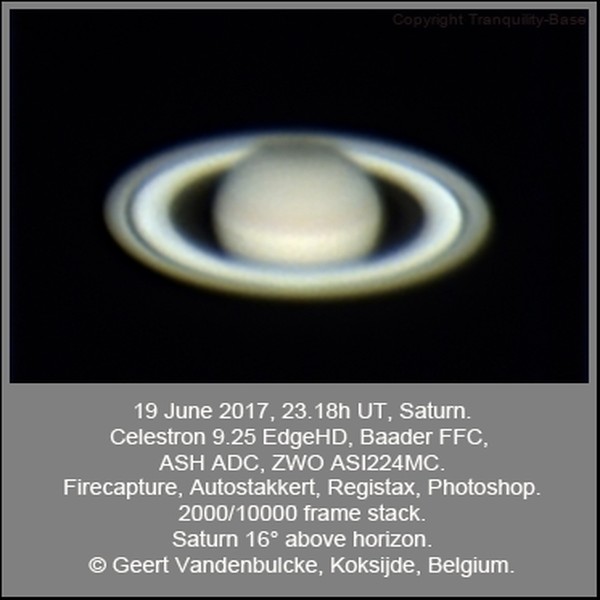 Copyright Tranquility-Base
19 June 2017, 23.18h UT, Saturn.
Celestron 9.25 EdgeHD, Baader FFC,
ASH ADC, ZWO ASI224MC.
Firecapture, Autostakkert, Registax, Photoshop.
2000/10000 frame stack.
Saturn 16° above horizon.
© Geert Vandenbulcke, Koksijde, Belgium.